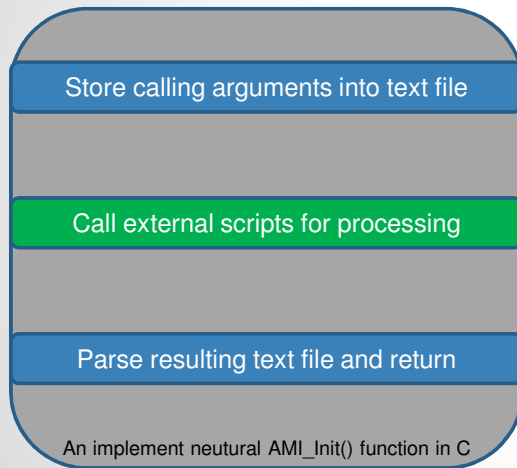 Store calling arguments into text file
Call external scripts for processing
Parse resulting text file and return
An implement neutural AMI_Init() function in C